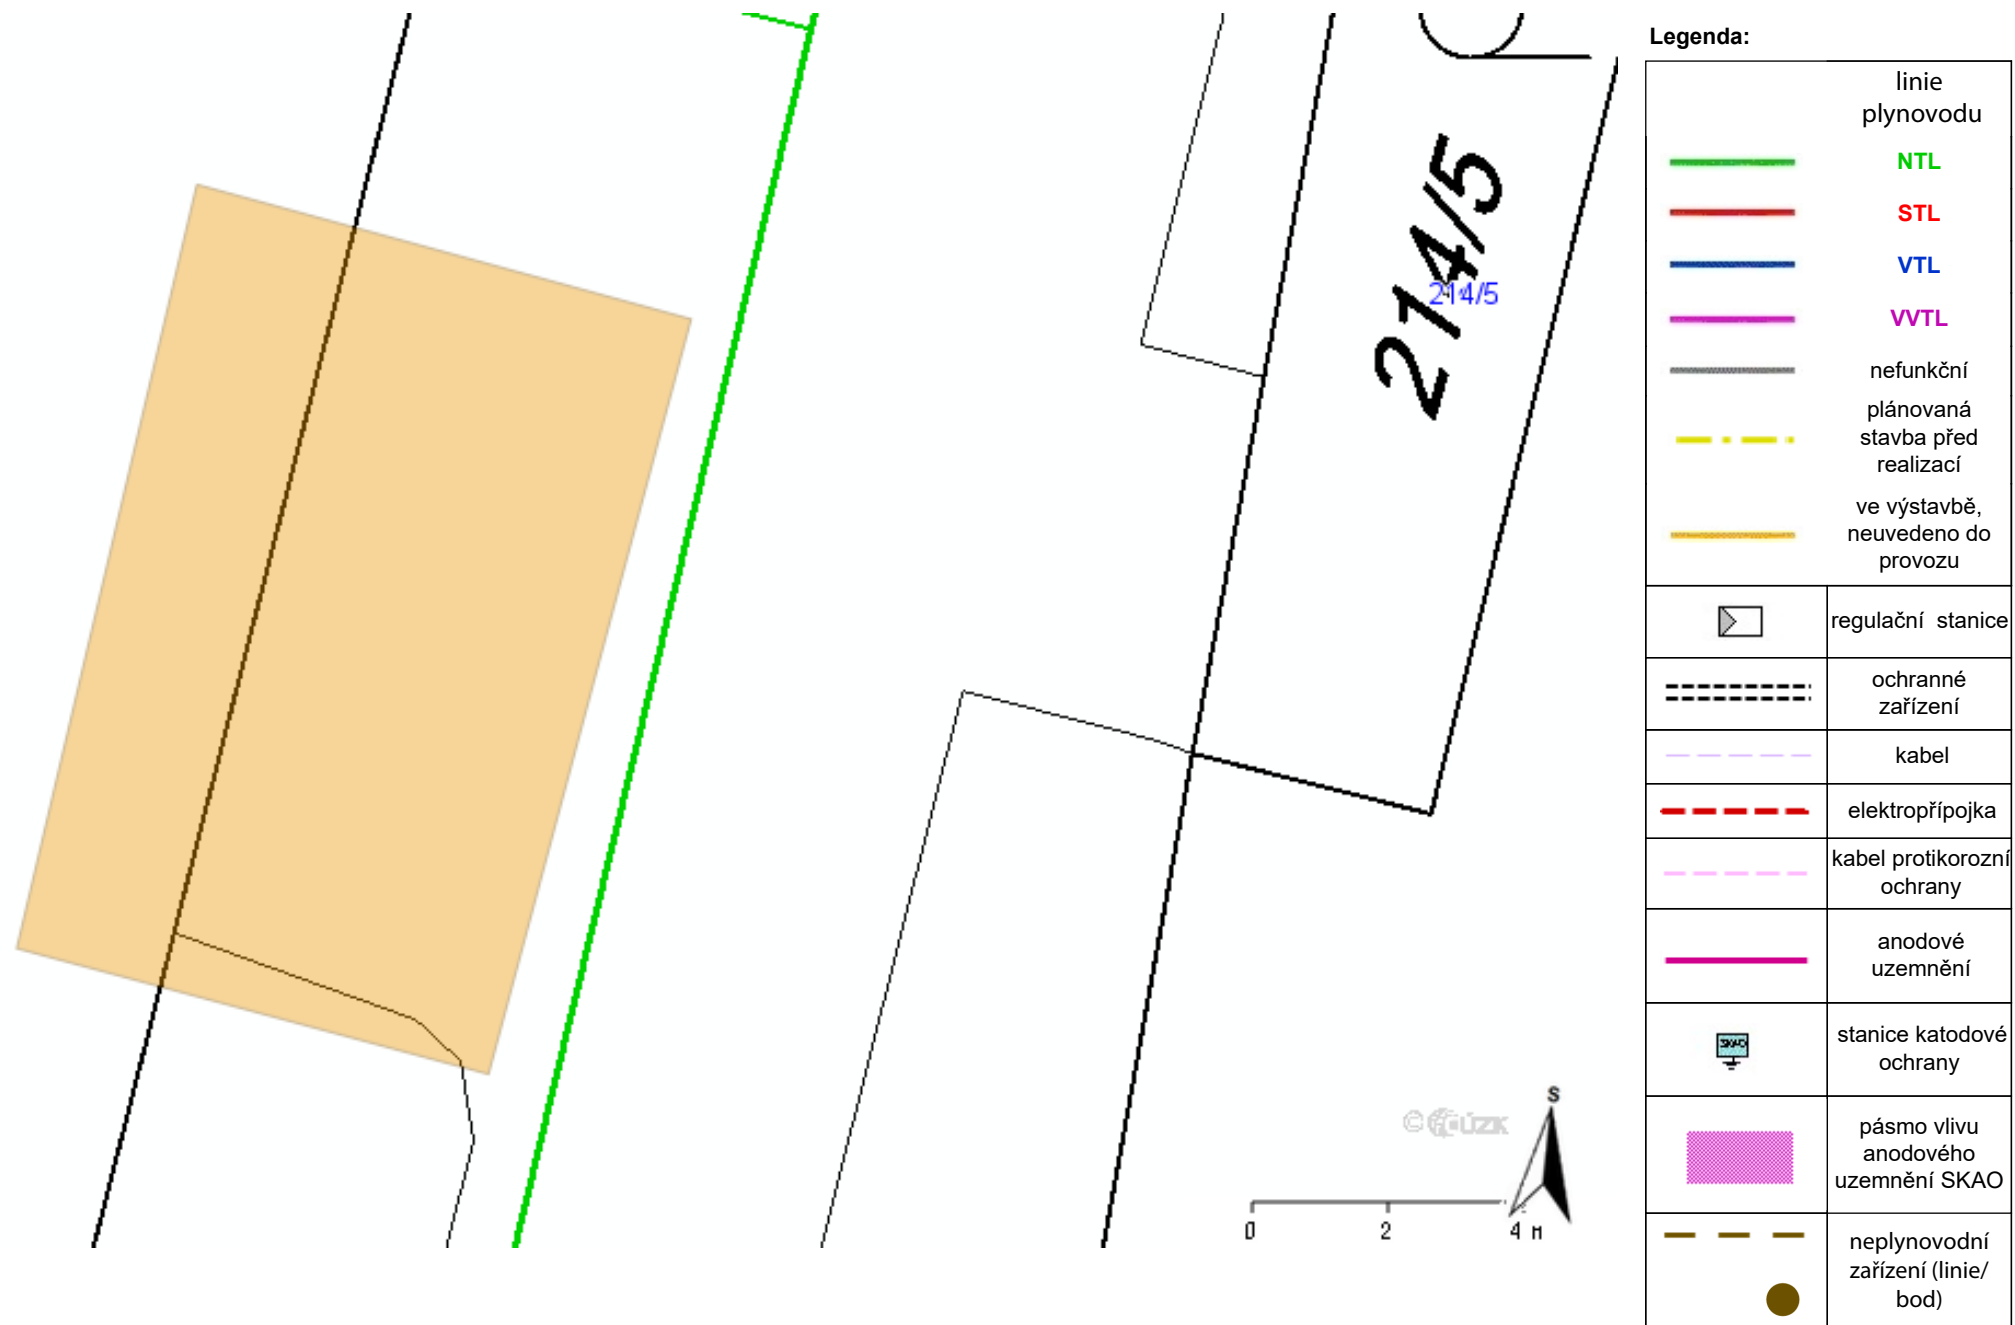 214/5
214/5
S
0 2 4 M
Legenda:
linie
plynovodu
NTL
STL
VTL
VVTL
nefunkční
plánovaná
stavba před
realizací
ve výstavbě,
neuvedeno do
provozu
regulační stanice
ochranné
zařízení
kabel
elektropřípojka
kabel protikorozní
ochrany
anodové
uzemnění
SKAO
stanice katodové
ochrany
pásmo vlivu
anodového
uzemnění SKAO
neplynovodní
zařízení (linie/
bod)